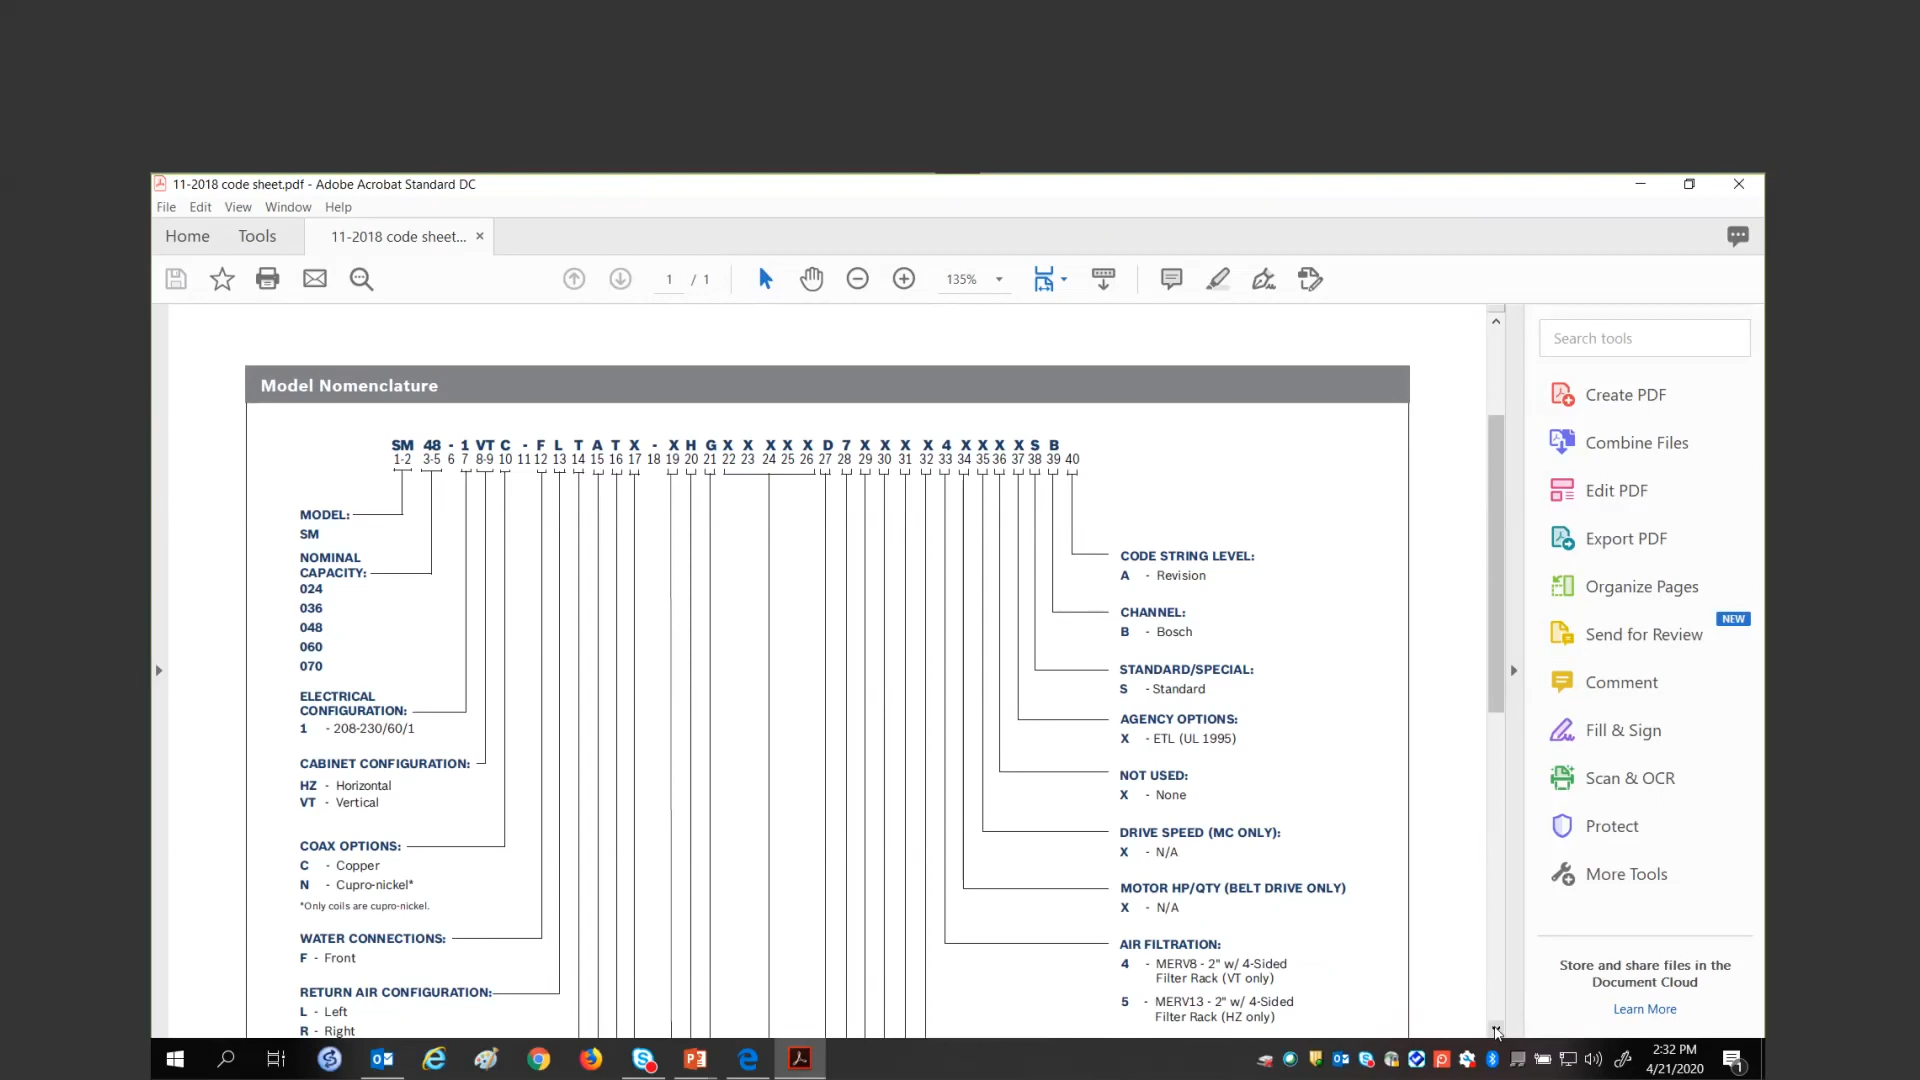 11-2018 code sheet.pdf - Adobe Acrobat Standard DC
File Edit View Window Help
Home Tools 11-2018 code sheet... ×
1 / 1 135%
Search tools
Create PDF
Combine Files
Edit PDF
Export PDF
Organize Pages
NEW
Send for Review
Comment
Fill & Sign
Scan & OCR
Protect
More Tools
Store and share files in the
Document Cloud
Learn More
Model Nomenclature
SM 48 - 1 VT C - F L T A T X - X H G X X X X X D 7 X X X X 4 X X X X S B
1-2 3-5 6 7 8-9 10 11 12 13 14 15 16 17 18 19 20 21 22 23 24 25 26 27 28 29 30 31 32 33 34 35 36 37 38 39 40
MODEL:
SM
NOMINAL
CAPACITY:
024
036
048
060
070
ELECTRICAL
CONFIGURATION:
1 - 208-230/60/1
CABINET CONFIGURATION:
HZ - Horizontal
VT - Vertical
COAX OPTIONS:
C - Copper
N - Cupro-nickel*
*Only coils are cupro-nickel.
WATER CONNECTIONS:
F - Front
RETURN AIR CONFIGURATION:
L - Left
R - Right
CODE STRING LEVEL:
A - Revision
CHANNEL:
B - Bosch
STANDARD/SPECIAL:
S - Standard
AGENCY OPTIONS:
X - ETL (UL 1995)
NOT USED:
X - None
DRIVE SPEED (MC ONLY):
X - N/A
MOTOR HP/QTY (BELT DRIVE ONLY)
X - N/A
AIR FILTRATION:
4 - MERV8 - 2" w/ 4-Sided
Filter Rack (VT only)
5 - MERV13 - 2" w/ 4-Sided
Filter Rack (HZ only)
2:32 PM
4/21/2020